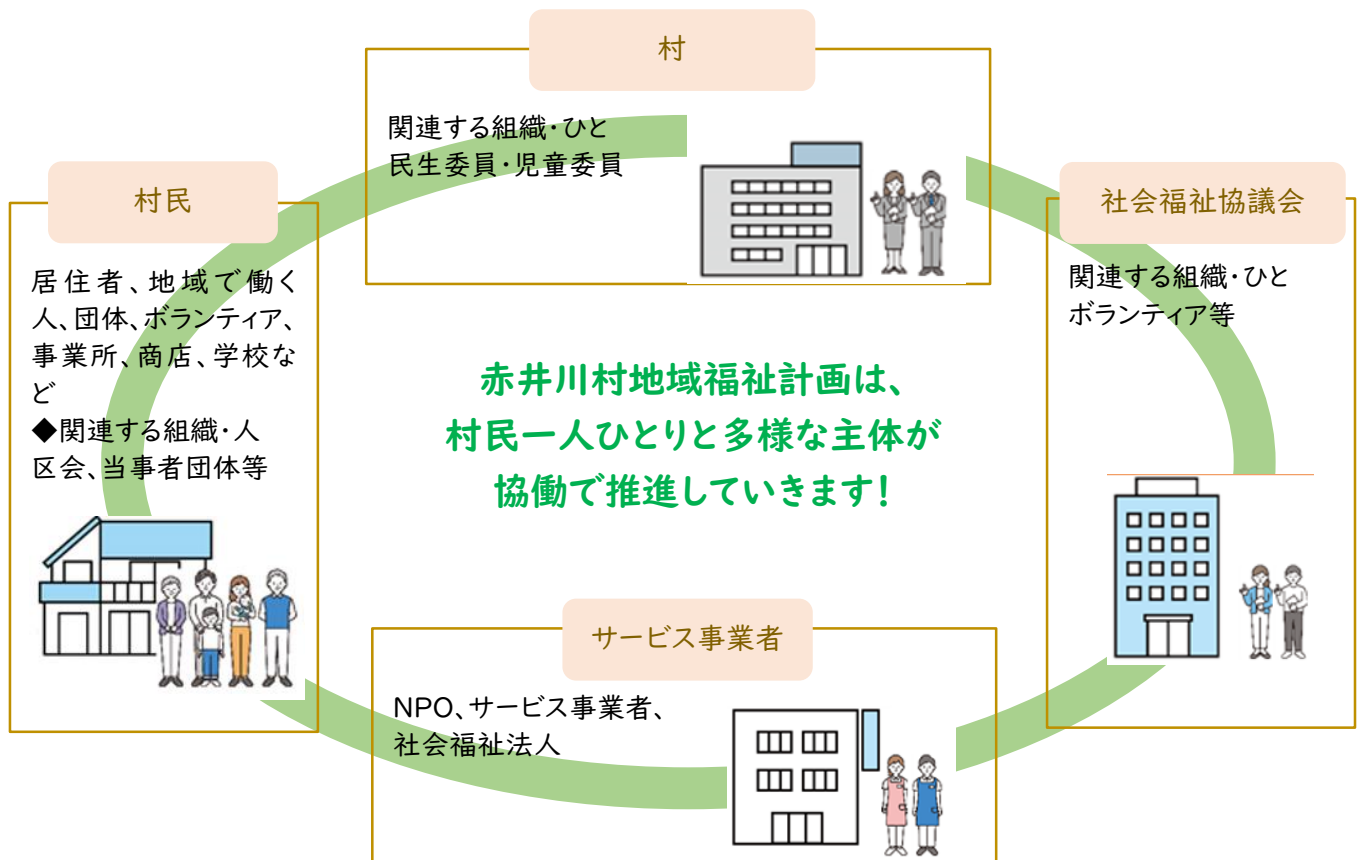 村
関連する組織・ひと
民生委員・児童委員
村民
居住者、地域で働く
人、団体、ボランティア、
事業所、商店、学校な
ど
◆関連する組織・人
区会、当事者団体等
社会福祉協議会
関連する組織・ひと
ボランティア等
赤井川村地域福祉計画は、
村民一人ひとりと多様な主体が
協働で推進していきます！
サービス事業者
NPO、サービス事業者、
社会福祉法人